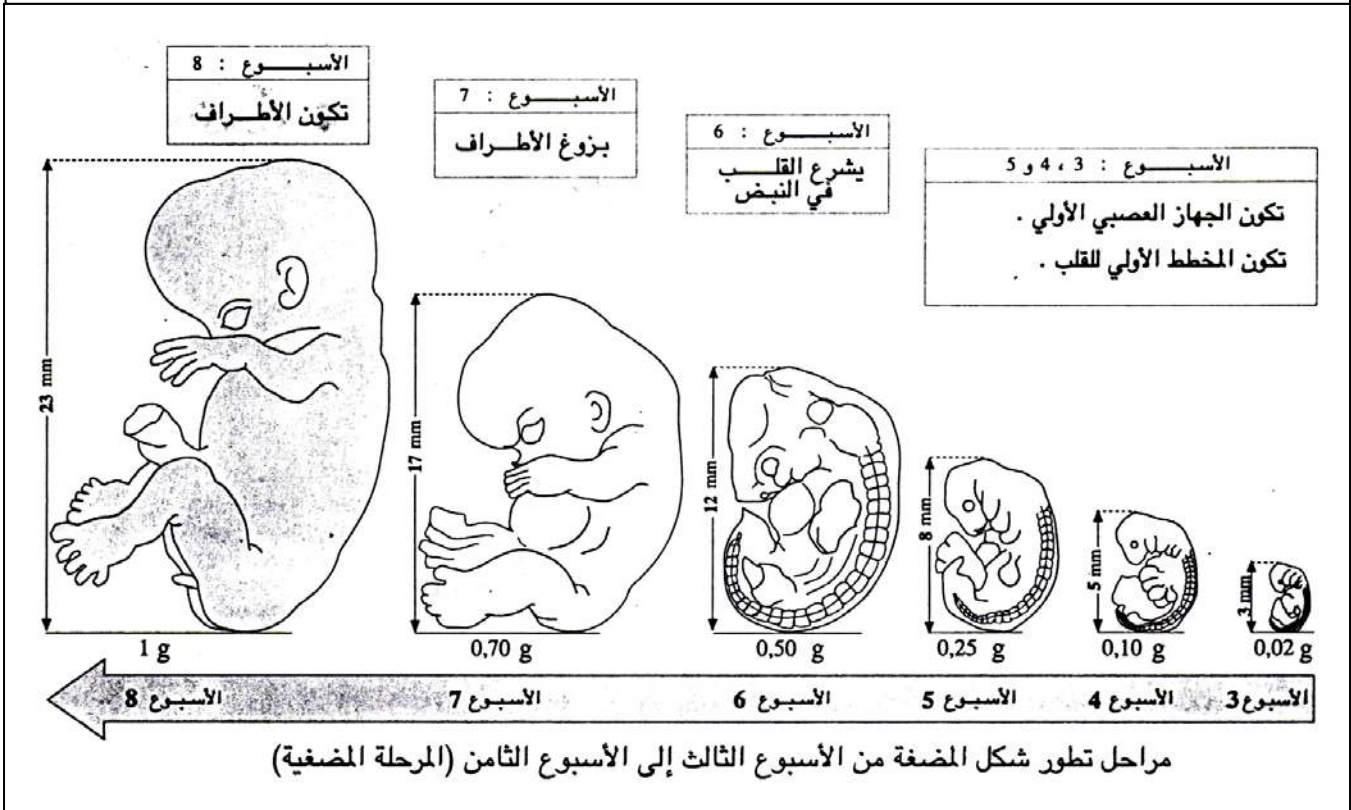 الأسبوع : 3 ، 4 و 5
تكون الجهاز العصبي الأولي .
تكون المخطط الأولي للقلب .
الأسبوع : 6
يشرع القلب
في النبض
الأسبوع : 7
بزوغ الأطراف
الأسبوع : 8
تكون الأطراف
3 mm
5 mm
8 mm
12 mm
17 mm
23 mm
0,02 g
0,10 g
0,25 g
0,50 g
0,70 g
1 g
الأسبوع 3
الأسبوع 4
الأسبوع 5
الأسبوع 6
الأسبوع 7
الأسبوع 8
مراحل تطور شكل المضغة من الأسبوع الثالث إلى الأسبوع الثامن (المرحلة المضغية)